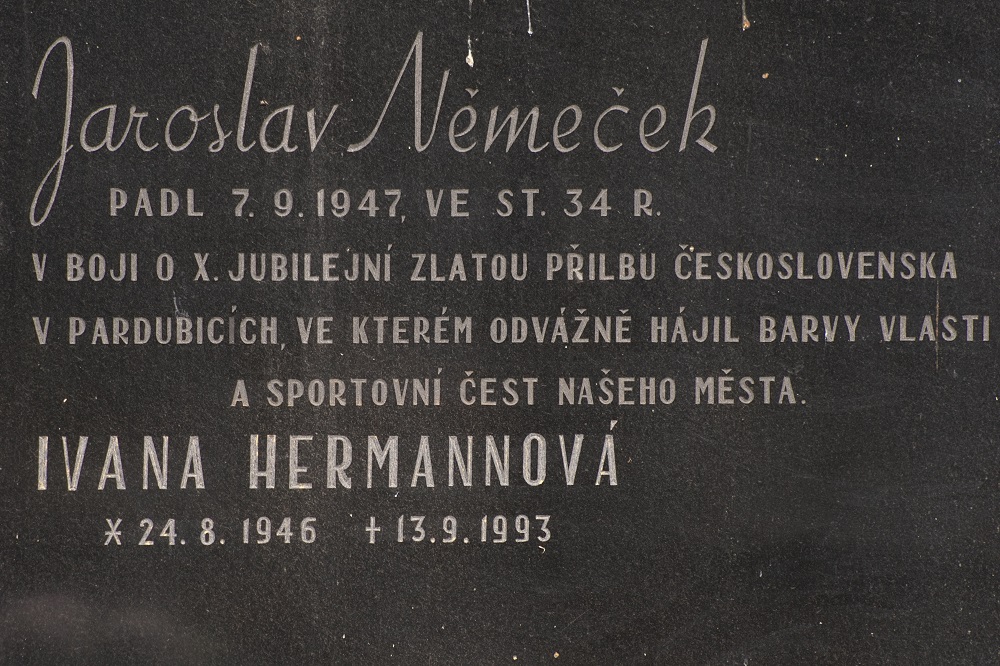 Jaroslav Němeček
PADL 7. 9. 1947, VE ST. 34 R.
V BOJI O X. JUBILEJNÍ ZLATOU PŘILBU ČESKOSLOVENSKA
V PARDUBICÍCH, VE KTERÉM ODVÁŽNĚ HÁJIL BARVY VLASTI
A SPORTOVNÍ ČEST NAŠEHO MĚSTA.
IVANA HERMANNOVÁ
* 24. 8. 1946 † 13. 9. 1993